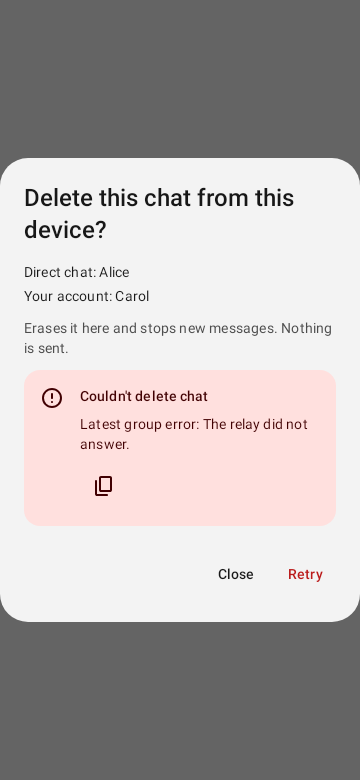 Delete this chat from this
device?
Direct chat: Alice
Your account: Carol
Erases it here and stops new messages. Nothing
is sent.
Couldn't delete chat
Latest group error: The relay did not
answer.
Close
Retry